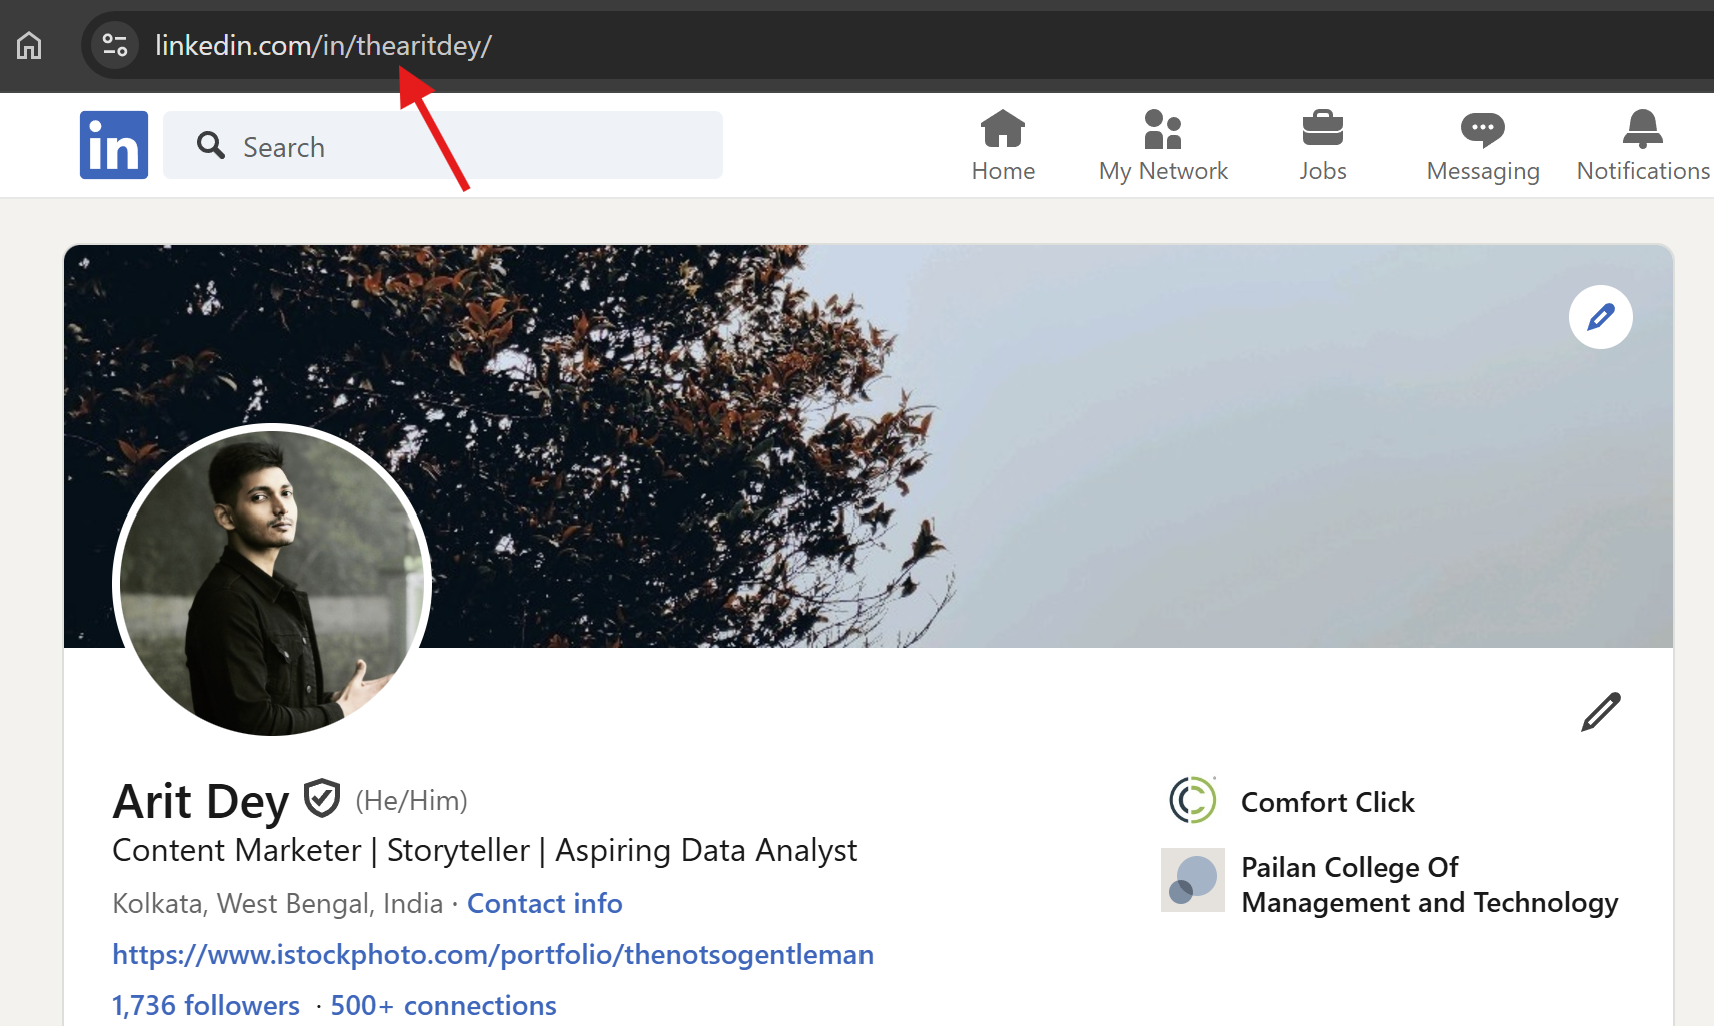 linkedin.com/in/thearitdey/
in
Search
Home
My Network
Jobs
Messaging
Notifications
Arit Dey (He/Him)
Content Marketer | Storyteller | Aspiring Data Analyst
Kolkata, West Bengal, India · Contact info
https://www.istockphoto.com/portfolio/thenotsogentleman
1,736 followers · 500+ connections
Comfort Click
Pailan College Of
Management and Technology